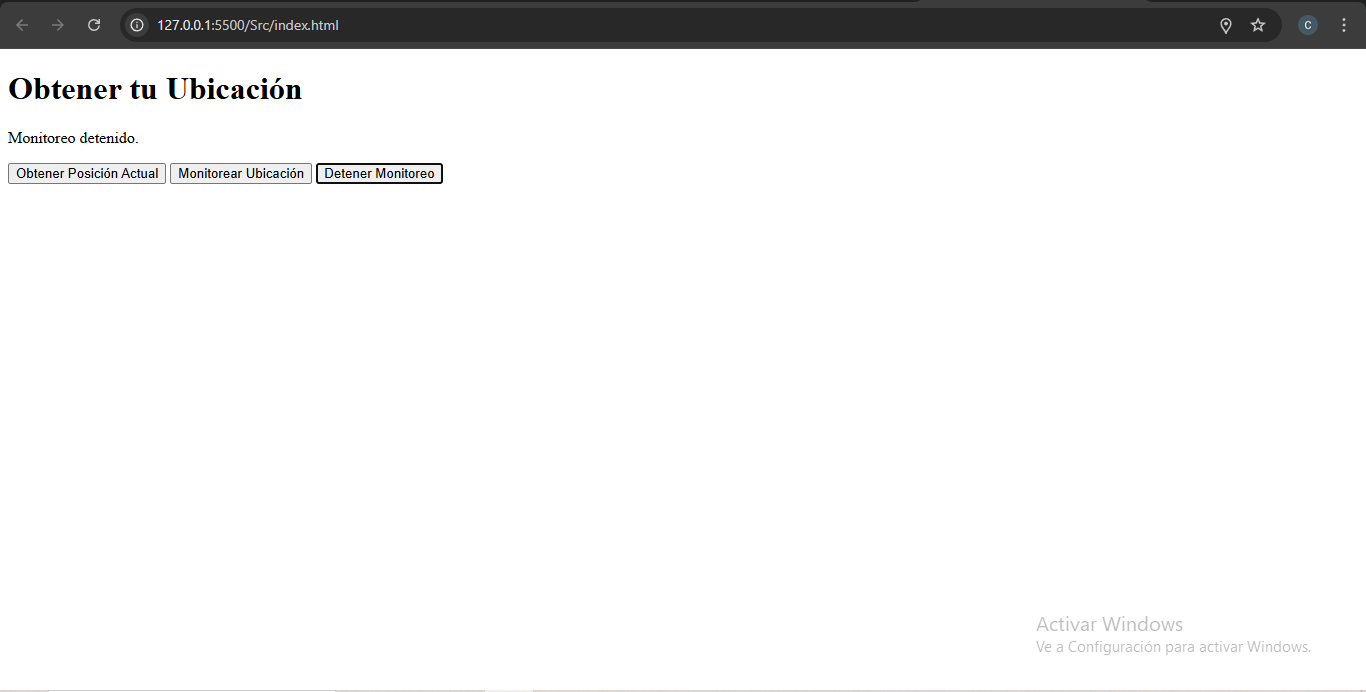 127.0.0.1:5500/Src/index.html
C
Obtener tu Ubicación
Monitoreo detenido.
Obtener Posición Actual Monitorear Ubicación Detener Monitoreo
Activar Windows
Ve a Configuración para activar Windows.